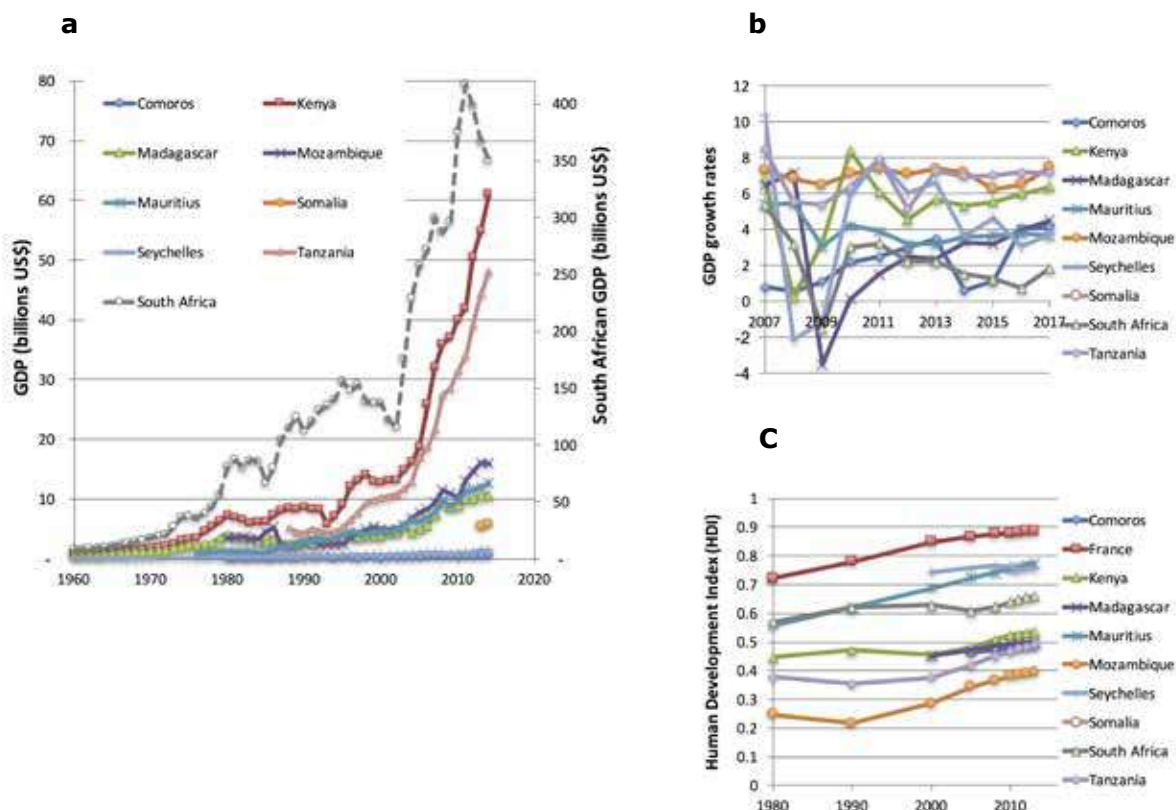 a
GDP (billions US$)
80
70
60
50
40
30
20
10
-
1960
1970
1980
1990
2000
2010
2020
South African GDP (billions US$)
400
350
300
250
200
150
100
50
-
Comoros
Kenya
Madagascar
Mozambique
Mauritius
Somalia
Seychelles
Tanzania
South Africa
b
GDP growth rates
12
10
8
6
4
2
0
-2
-4
2007
2009
2011
2013
2015
2017
Comoros
Kenya
Madagascar
Mauritius
Mozambique
Seychelles
Somalia
South Africa
Tanzania
C
Human Development Index (HDI)
1
0.9
0.8
0.7
0.6
0.5
0.4
0.3
0.2
0.1
0
1980
1990
2000
2010
Comoros
France
Kenya
Madagascar
Mauritius
Mozambique
Seychelles
Somalia
South Africa
Tanzania